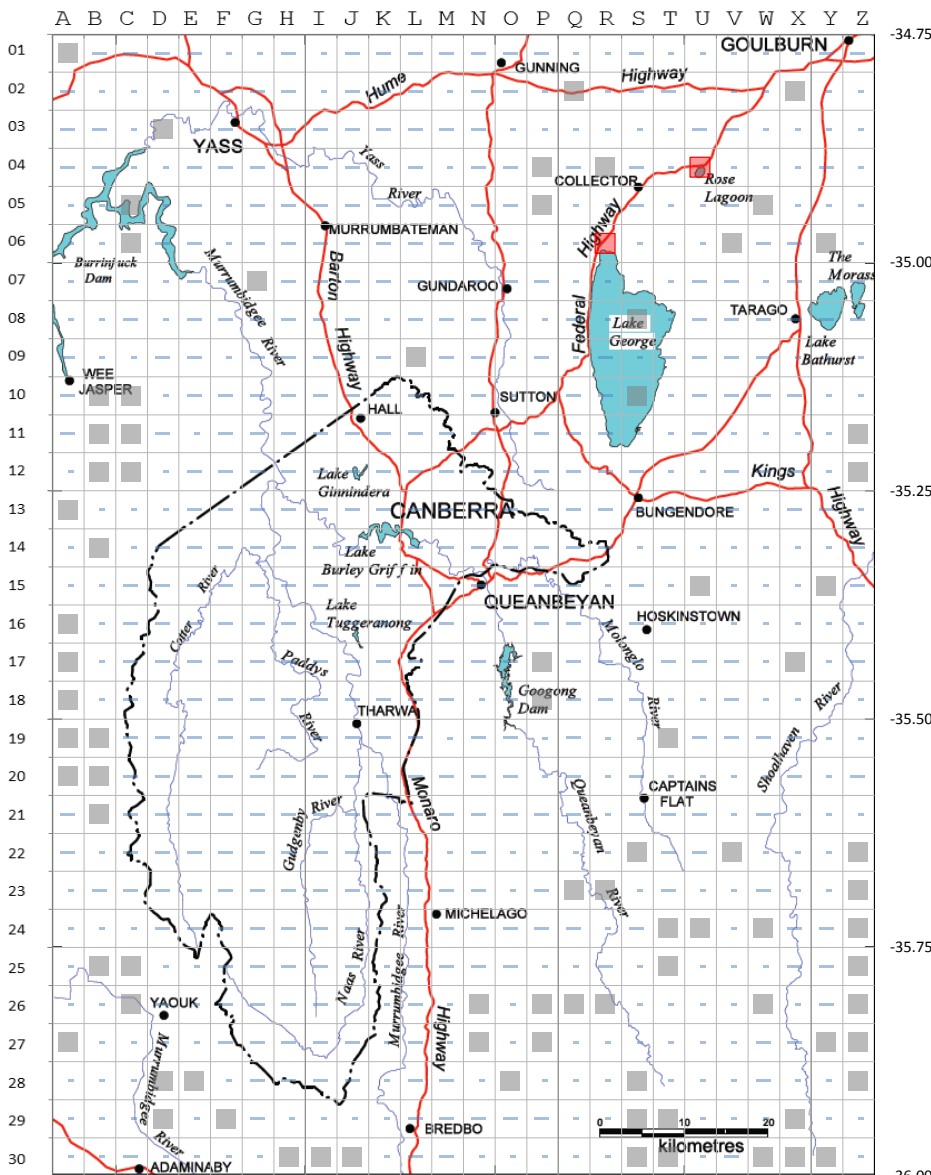 A B C D E F G H I J K L M N O P Q R S T U V W X Y Z
01
02
03
04
05
06
07
08
09
10
11
12
13
14
15
16
17
18
19
20
21
22
23
24
25
26
27
28
29
30
-34.75
-35.00
-35.25
-35.50
-35.75
-36.00
GOULBURN
GUNNING
Hume
Highway
YASS
Yass
River
COLLECTOR
Rose
Lagoon
MURRUMBATEMAN
Burrinjuck
Dam
Murrumbidgee
River
Barton
Highway
GUNDAROO
Federal
Highway
The
Morass
TARAGO
Lake
George
Lake
Bathurst
WEE
JASPER
HALL
SUTTON
Lake
Ginnindera
Kings
Highway
CANBERRA
BUNGENDORE
Lake
Burley Griffin
QUEANBEYAN
Cotter
River
Lake
Tuggeranong
HOSKINSTOWN
Molonglo
River
Paddys
River
Googong
Dam
THARWA
Shoalhaven
River
Monaro
Highway
CAPTAINS
FLAT
Queanbeyan
River
Gudgenby
River
MICHELAGO
Naas River
Murrumbidgee River
YAOUK
Murrumbidgee
River
BREDBO
ADAMINABY
0 10 20
kilometres